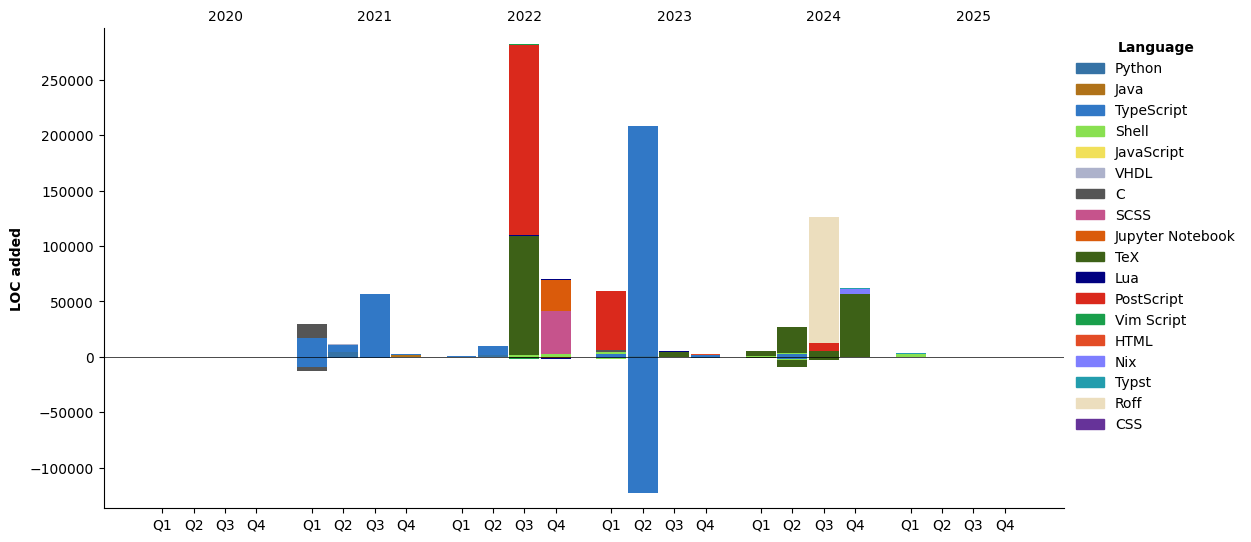 2020 2021 2022 2023 2024 2025
LOC added
250000
200000
150000
100000
50000
0
−50000
−100000
Q1 Q2 Q3 Q4 Q1 Q2 Q3 Q4 Q1 Q2 Q3 Q4 Q1 Q2 Q3 Q4 Q1 Q2 Q3 Q4 Q1 Q2 Q3 Q4
Language
Python
Java
TypeScript
Shell
JavaScript
VHDL
C
SCSS
Jupyter Notebook
TeX
Lua
PostScript
Vim Script
HTML
Nix
Typst
Roff
CSS